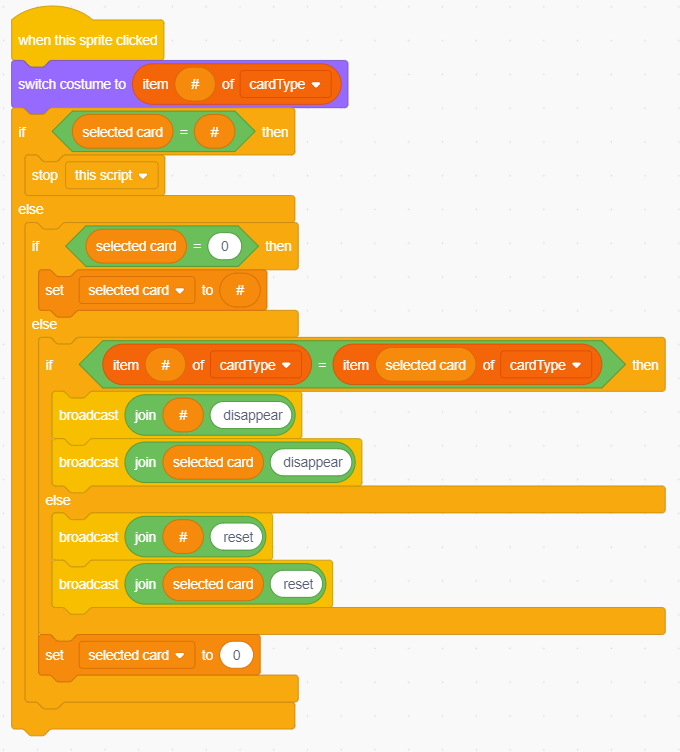 when this sprite clicked
switch costume to item # of cardType
if selected card = # then
stop this script
else
if selected card = 0 then
set selected card to #
else
if item # of cardType = item selected card of cardType then
broadcast join # disappear
broadcast join selected card disappear
else
broadcast join # reset
broadcast join selected card reset
set selected card to 0